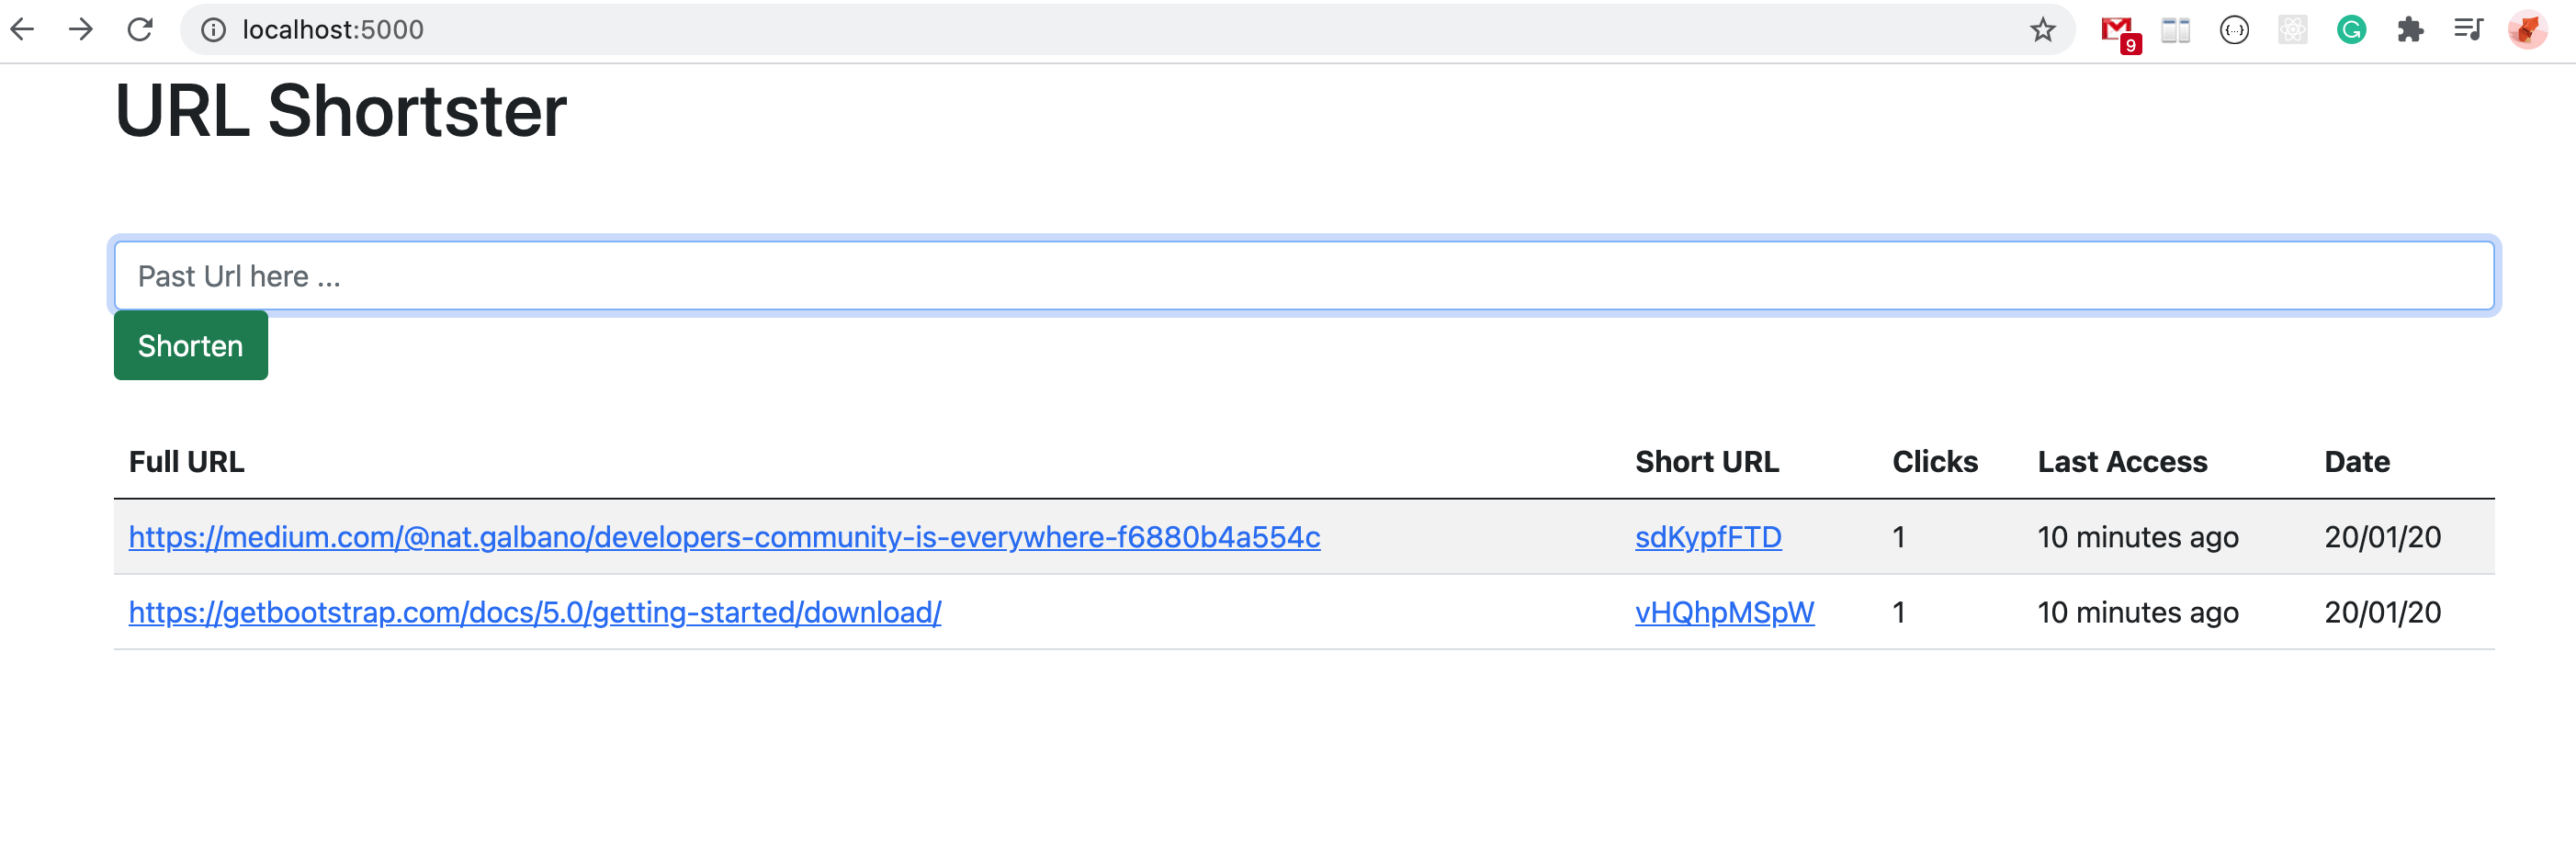 localhost:5000
9
URL Shortster
Past Url here ...
Shorten
Full URL Short URL Clicks Last Access Date
https://medium.com/@nat.galbano/developers-community-is-everywhere-f6880b4a554c sdKypfFTD 1 10 minutes ago 20/01/20
https://getbootstrap.com/docs/5.0/getting-started/download/ vHQhpMSpW 1 10 minutes ago 20/01/20